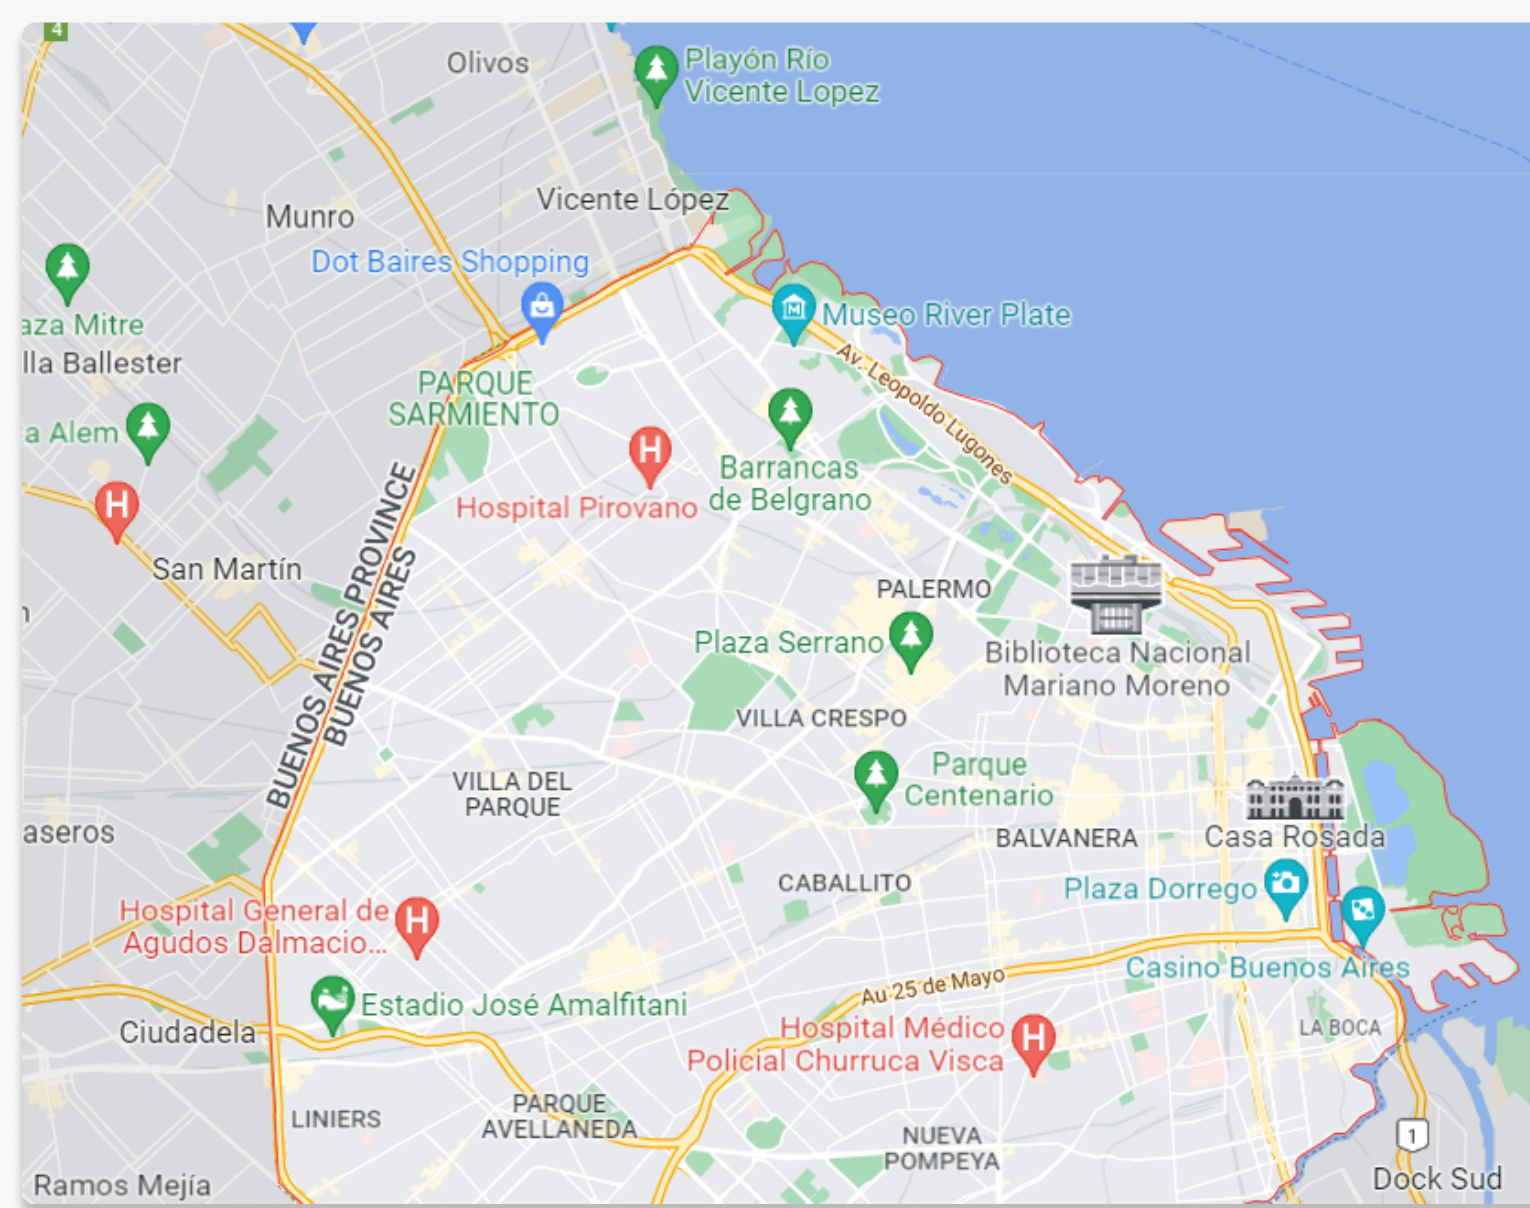 4
Olivos
Playón Río
Vicente Lopez
Vicente López
Munro
Dot Baires Shopping
aza Mitre
lla Ballester
Museo River Plate
Av. Leopoldo Lugones
PARQUE
SARMIENTO
a Alem
H
H
Barrancas
de Belgrano
Hospital Pirovano
BUENOS AIRES PROVINCE
BUENOS AIRES
San Martín
PALERMO
Plaza Serrano
Biblioteca Nacional
Mariano Moreno
VILLA CRESPO
VILLA DEL
PARQUE
Parque
Centenario
aseros
BALVANERA
Casa Rosada
CABALLITO
Plaza Dorrego
Hospital General de
Agudos Dalmacio...
H
Casino Buenos Aires
Au 25 de Mayo
Estadio José Amalfitani
Ciudadela
Hospital Médico
Policial Churruca Visca
H
LA BOCA
LINIERS
PARQUE
AVELLANEDA
NUEVA
POMPEYA
1
Dock Sud
Ramos Mejía